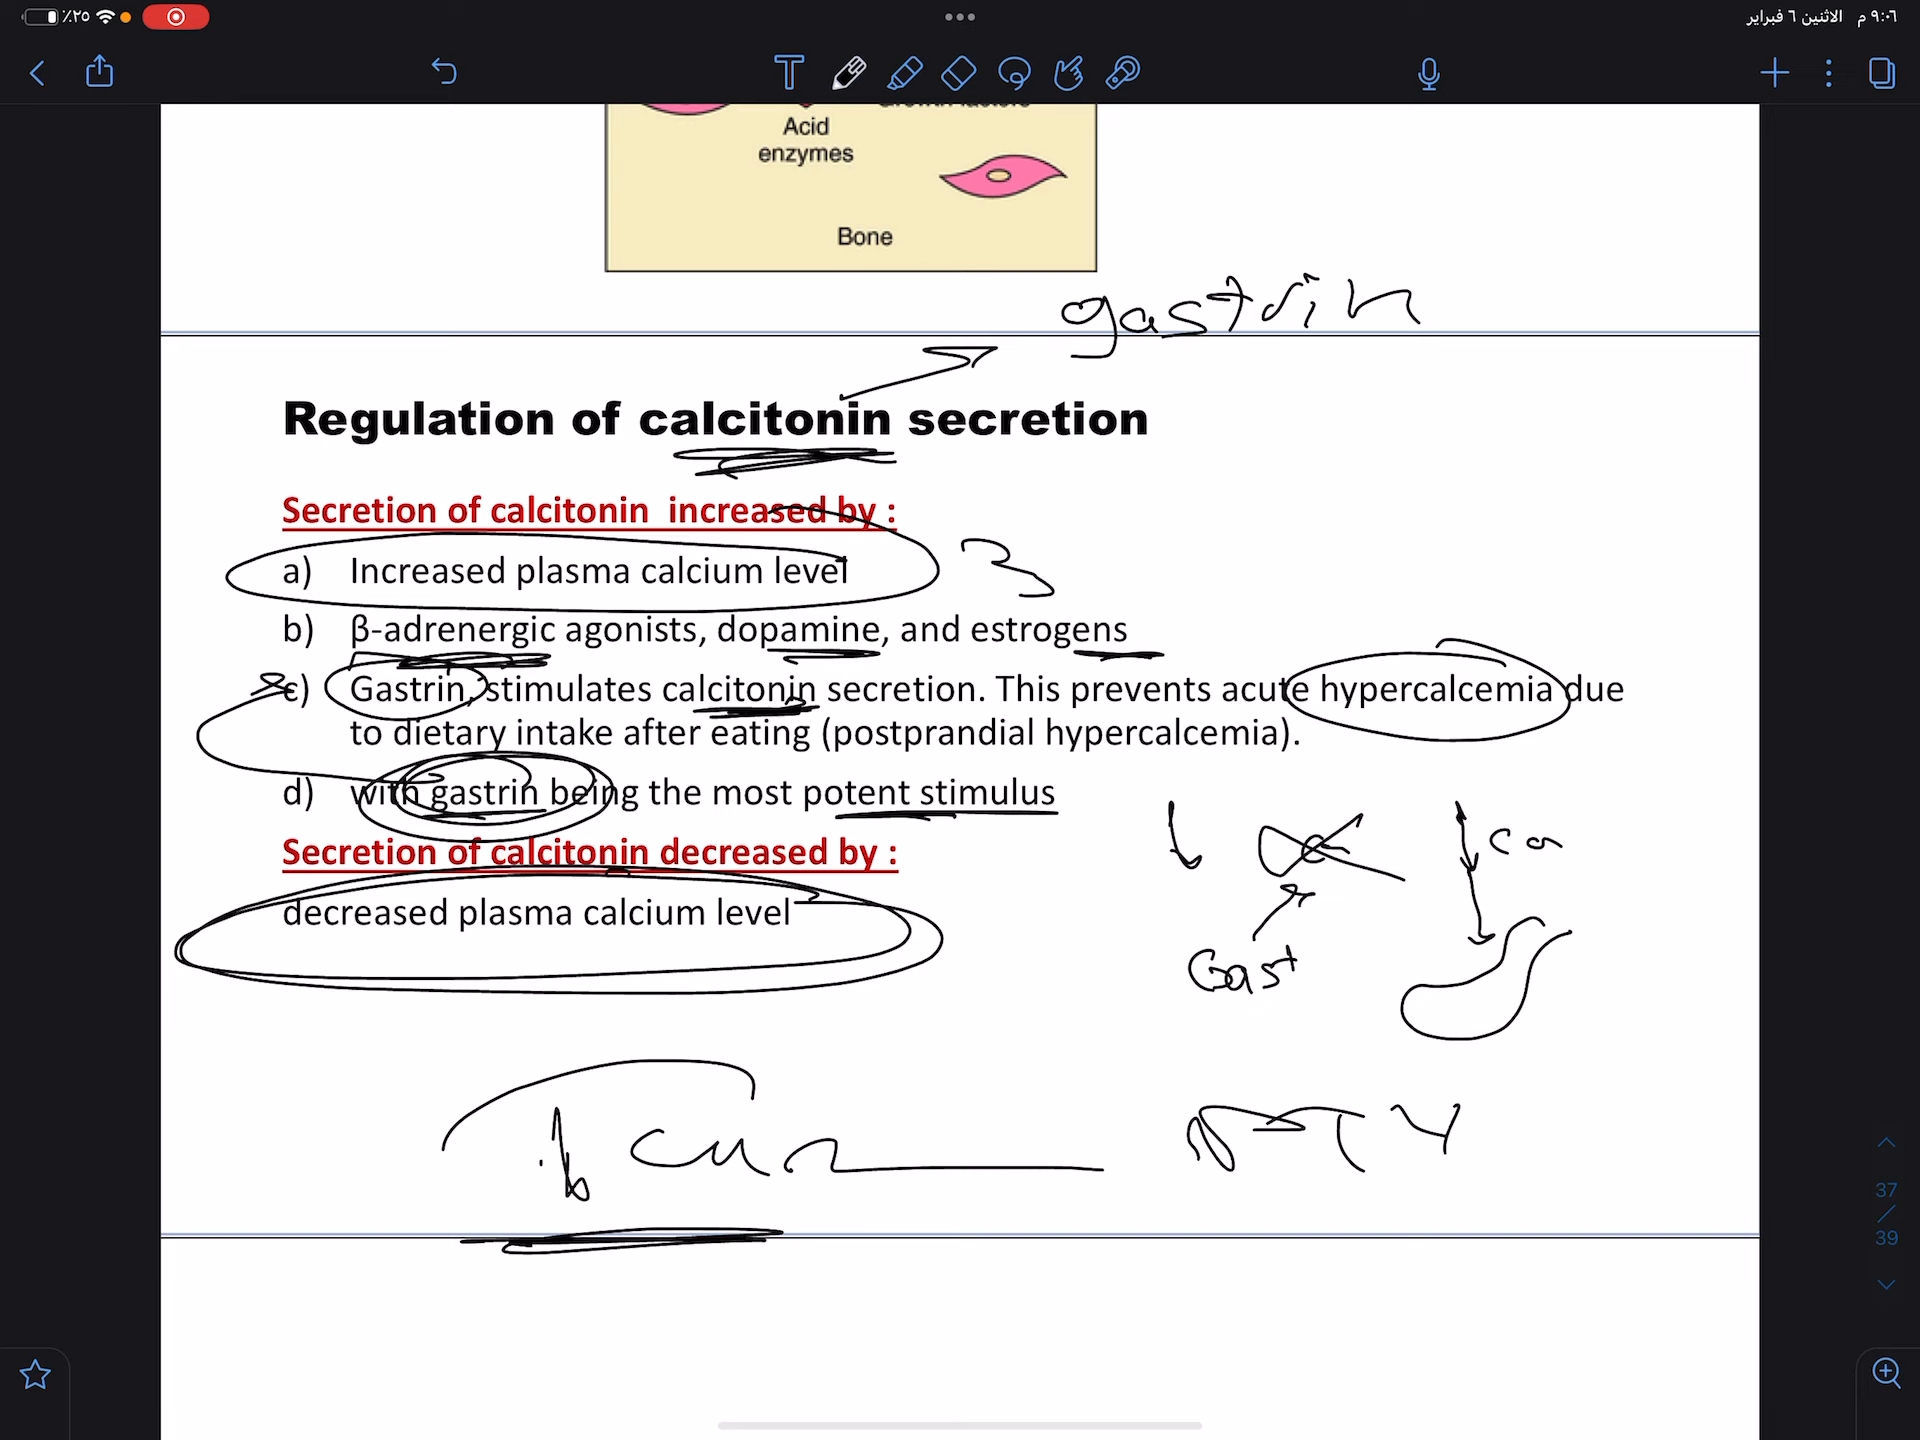 ٪٢٥
٩:٠٦ م الاثنين ٦ فبراير
Acid
enzymes
Bone
gastrin
Regulation of calcitonin secretion
Secretion of calcitonin increased by :
a) Increased plasma calcium level
b) β-adrenergic agonists, dopamine, and estrogens
c) Gastrin, stimulates calcitonin secretion. This prevents acute hypercalcemia due
to dietary intake after eating (postprandial hypercalcemia).
d) with gastrin being the most potent stimulus
Secretion of calcitonin decreased by :
decreased plasma calcium level
Ca
Gast
37
/
39